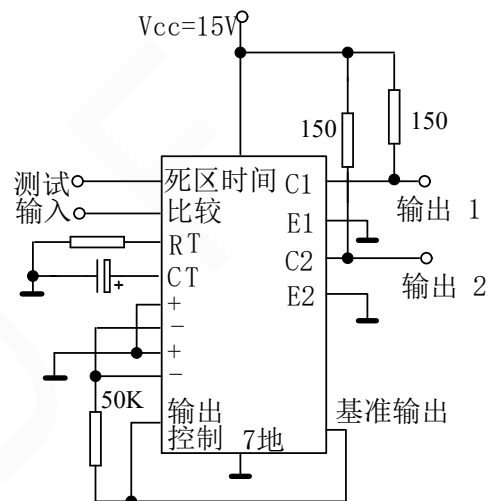 Vcc=15V
150
150
测试
死区时间
C1
输入
比较
E1
输出 1
RT
C2
CT
E2
输出 2
+
−
+
−
50K
输出
控制
7地
基准输出
+